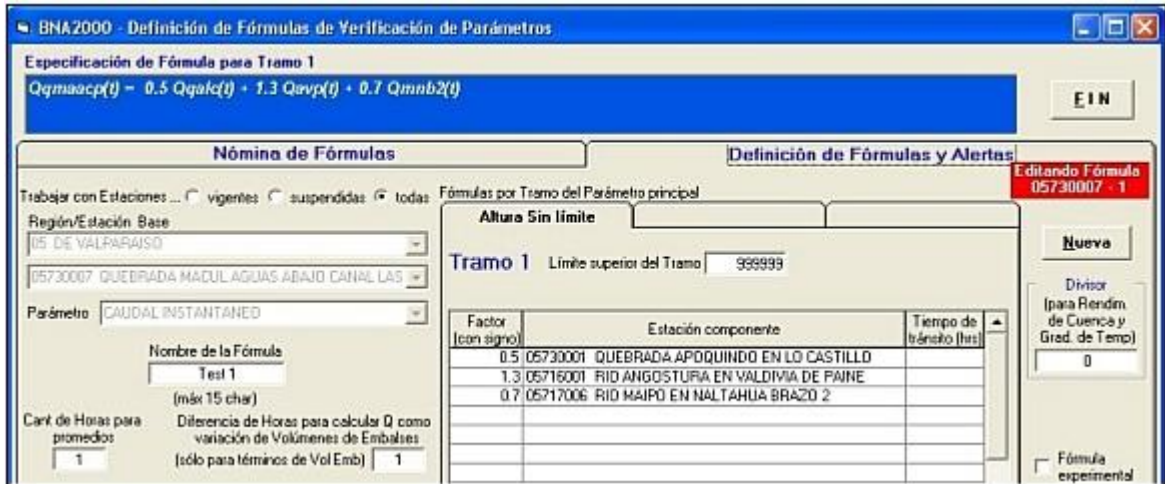 BNA2000 - Definición de Fórmulas de Verificación de Parámetros
Especificación de Fórmula para Tramo 1
Qqmaacp(t) = 0.5 Qqalc(t) + 1.3 Qavp(t) + 0.7 Qmnb2(t)
FIN
Nómina de Fórmulas
Definición de Fórmulas y Alertas
Editando Fórmula
05730007 - 1
Trabajar con Estaciones ... vigentes suspendidas todas
Fórmulas por Tramo del Parámetro principal
Región/Estación Base
05 DE VALPARAISO
05730007 QUEBRADA MACUL AGUAS ABAJO CANAL LAS
Parámetro CAUDAL INSTANTANEO
Nombre de la Fórmula
Test 1
(máx 15 char)
Cant de Horas para
promedios
1
Diferencia de Horas para calcular Q como
variación de Volúmenes de Embalses
(sólo para términos de Vol Emb) 1
Altura Sin límite
Tramo 1 Límite superior del Tramo 999999
Factor
(con signo)
Estación componente
Tiempo de
tránsito (hrs)
0.5 05730001 QUEBRADA APOQUINDO EN LO CASTILLO
1.3 05716001 RIO ANGOSTURA EN VALDIVIA DE PAINE
0.7 05717006 RIO MAIPO EN NALTAHUA BRAZO 2
Nueva
Divisor
(para Rendim.
de Cuenca y
Grad. de Temp)
0
Fórmula
experimental